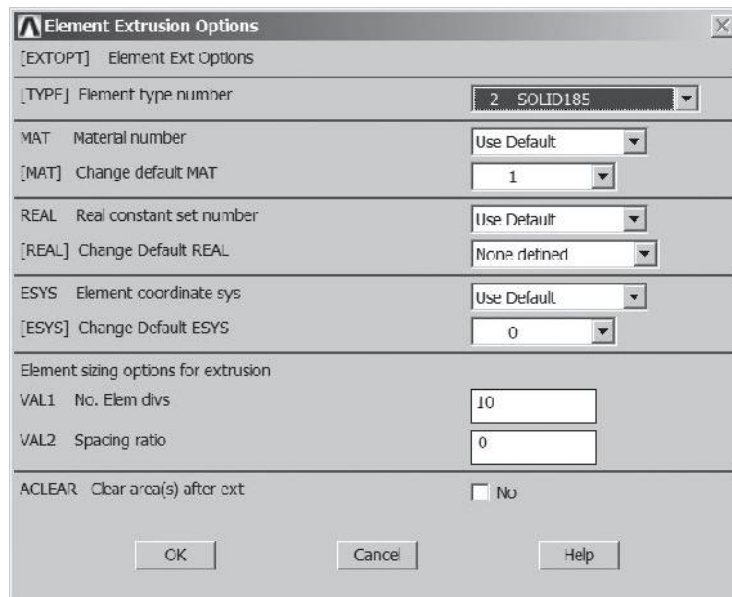 Element Extrusion Options
[EXTOPT] Element Ext Options
[TYPE] Element type number 2 SOLID185
MAT Material number Use Default
[MAT] Change default MAT 1
REAL Real constant set number Use Default
[REAL] Change Default REAL None defined
ESYS Element coordinate sys Use Default
[ESYS] Change Default ESYS 0
Element sizing options for extrusion
VAL1 No. Elem divs 10
VAL2 Spacing ratio 0
ACLEAR Clear area(s) after ext No
OK Cancel Help